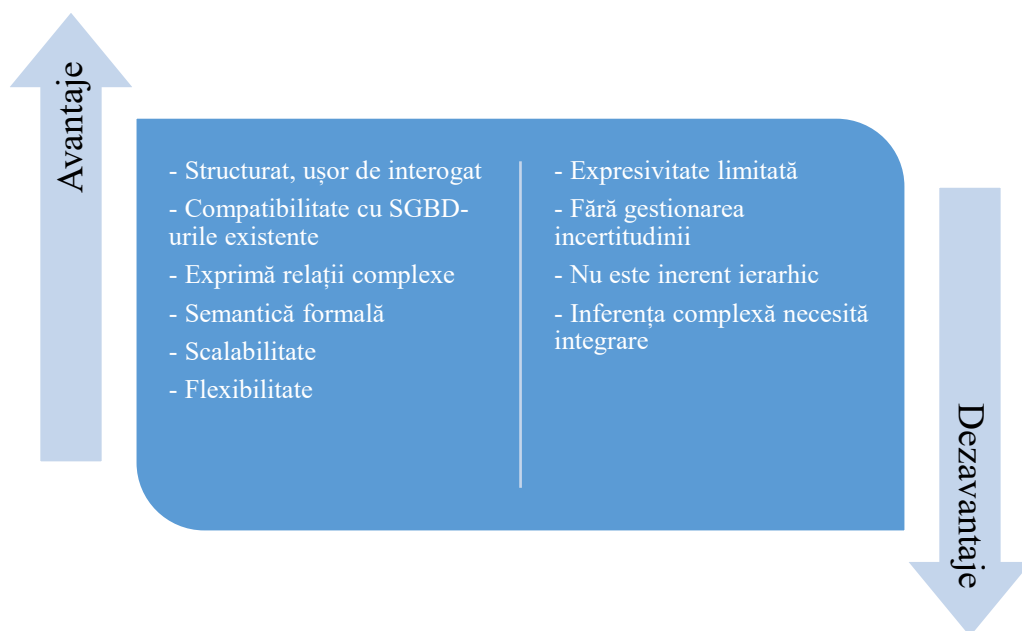 Avantaje
- Structurat, ușor de interogat
- Compatibilitate cu SGBD-
urile existente
- Exprimă relații complexe
- Semantică formală
- Scalabilitate
- Flexibilitate
- Expresivitate limitată
- Fără gestionarea
incertitudinii
- Nu este inerent ierarhic
- Inferența complexă necesită
integrare
Dezavantaje